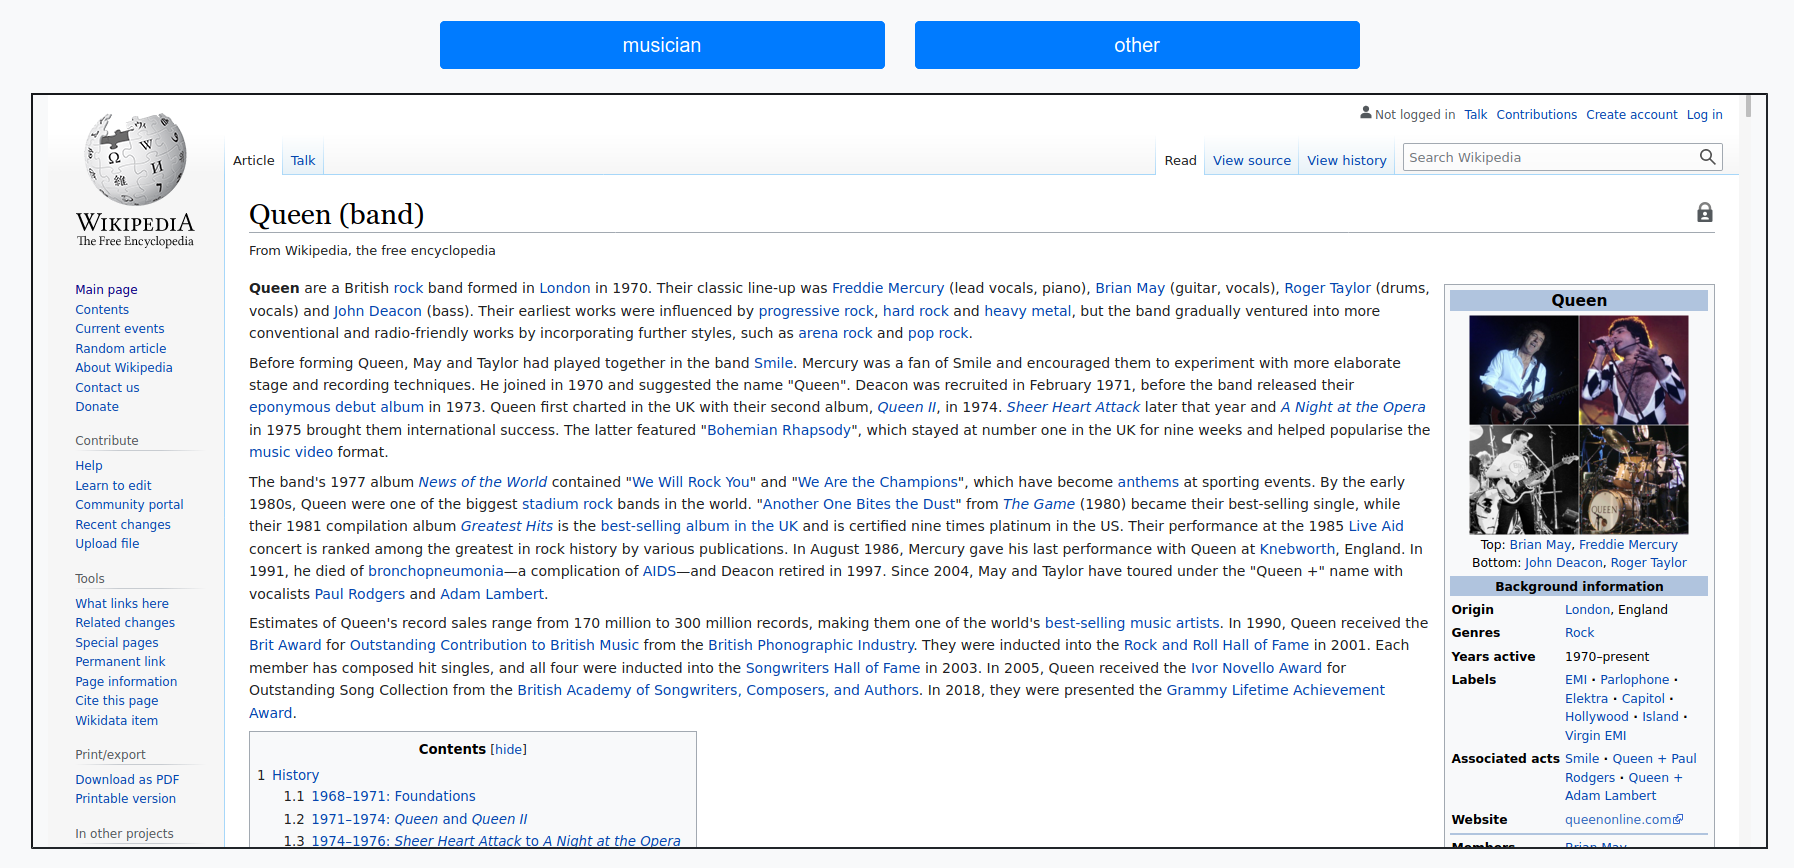 musician
other
Not logged in Talk Contributions Create account Log in
Article Talk
Read View source View history Search Wikipedia
WIKIPEDIA
The Free Encyclopedia
Main page
Contents
Current events
Random article
About Wikipedia
Contact us
Donate
Contribute
Help
Learn to edit
Community portal
Recent changes
Upload file
Tools
What links here
Related changes
Special pages
Permanent link
Page information
Cite this page
Wikidata item
Print/export
Download as PDF
Printable version
In other projects
Queen (band)
From Wikipedia, the free encyclopedia
Queen are a British rock band formed in London in 1970. Their classic line-up was Freddie Mercury (lead vocals, piano), Brian May (guitar, vocals), Roger Taylor (drums,
vocals) and John Deacon (bass). Their earliest works were influenced by progressive rock, hard rock and heavy metal, but the band gradually ventured into more
conventional and radio-friendly works by incorporating further styles, such as arena rock and pop rock.
Before forming Queen, May and Taylor had played together in the band Smile. Mercury was a fan of Smile and encouraged them to experiment with more elaborate
stage and recording techniques. He joined in 1970 and suggested the name "Queen". Deacon was recruited in February 1971, before the band released their
eponymous debut album in 1973. Queen first charted in the UK with their second album, Queen II, in 1974. Sheer Heart Attack later that year and A Night at the Opera
in 1975 brought them international success. The latter featured "Bohemian Rhapsody", which stayed at number one in the UK for nine weeks and helped popularise the
music video format.
The band's 1977 album News of the World contained "We Will Rock You" and "We Are the Champions", which have become anthems at sporting events. By the early
1980s, Queen were one of the biggest stadium rock bands in the world. "Another One Bites the Dust" from The Game (1980) became their best-selling single, while
their 1981 compilation album Greatest Hits is the best-selling album in the UK and is certified nine times platinum in the US. Their performance at the 1985 Live Aid
concert is ranked among the greatest in rock history by various publications. In August 1986, Mercury gave his last performance with Queen at Knebworth, England. In
1991, he died of bronchopneumonia—a complication of AIDS—and Deacon retired in 1997. Since 2004, May and Taylor have toured under the "Queen +" name with
vocalists Paul Rodgers and Adam Lambert.
Estimates of Queen's record sales range from 170 million to 300 million records, making them one of the world's best-selling music artists. In 1990, Queen received the
Brit Award for Outstanding Contribution to British Music from the British Phonographic Industry. They were inducted into the Rock and Roll Hall of Fame in 2001. Each
member has composed hit singles, and all four were inducted into the Songwriters Hall of Fame in 2003. In 2005, Queen received the Ivor Novello Award for
Outstanding Song Collection from the British Academy of Songwriters, Composers, and Authors. In 2018, they were presented the Grammy Lifetime Achievement
Award.
Contents [hide]
1 History
1.1 1968–1971: Foundations
1.2 1971–1974: Queen and Queen II
1.3 1974–1976: Sheer Heart Attack to A Night at the Opera
Queen
QUEEN
Top: Brian May, Freddie Mercury
Bottom: John Deacon, Roger Taylor
Background information
Origin London, England
Genres Rock
Years active 1970–present
Labels EMI · Parlophone ·
Elektra · Capitol ·
Hollywood · Island ·
Virgin EMI
Associated acts Smile · Queen + Paul
Rodgers · Queen +
Adam Lambert
Website queenonline.com
Members Brian May